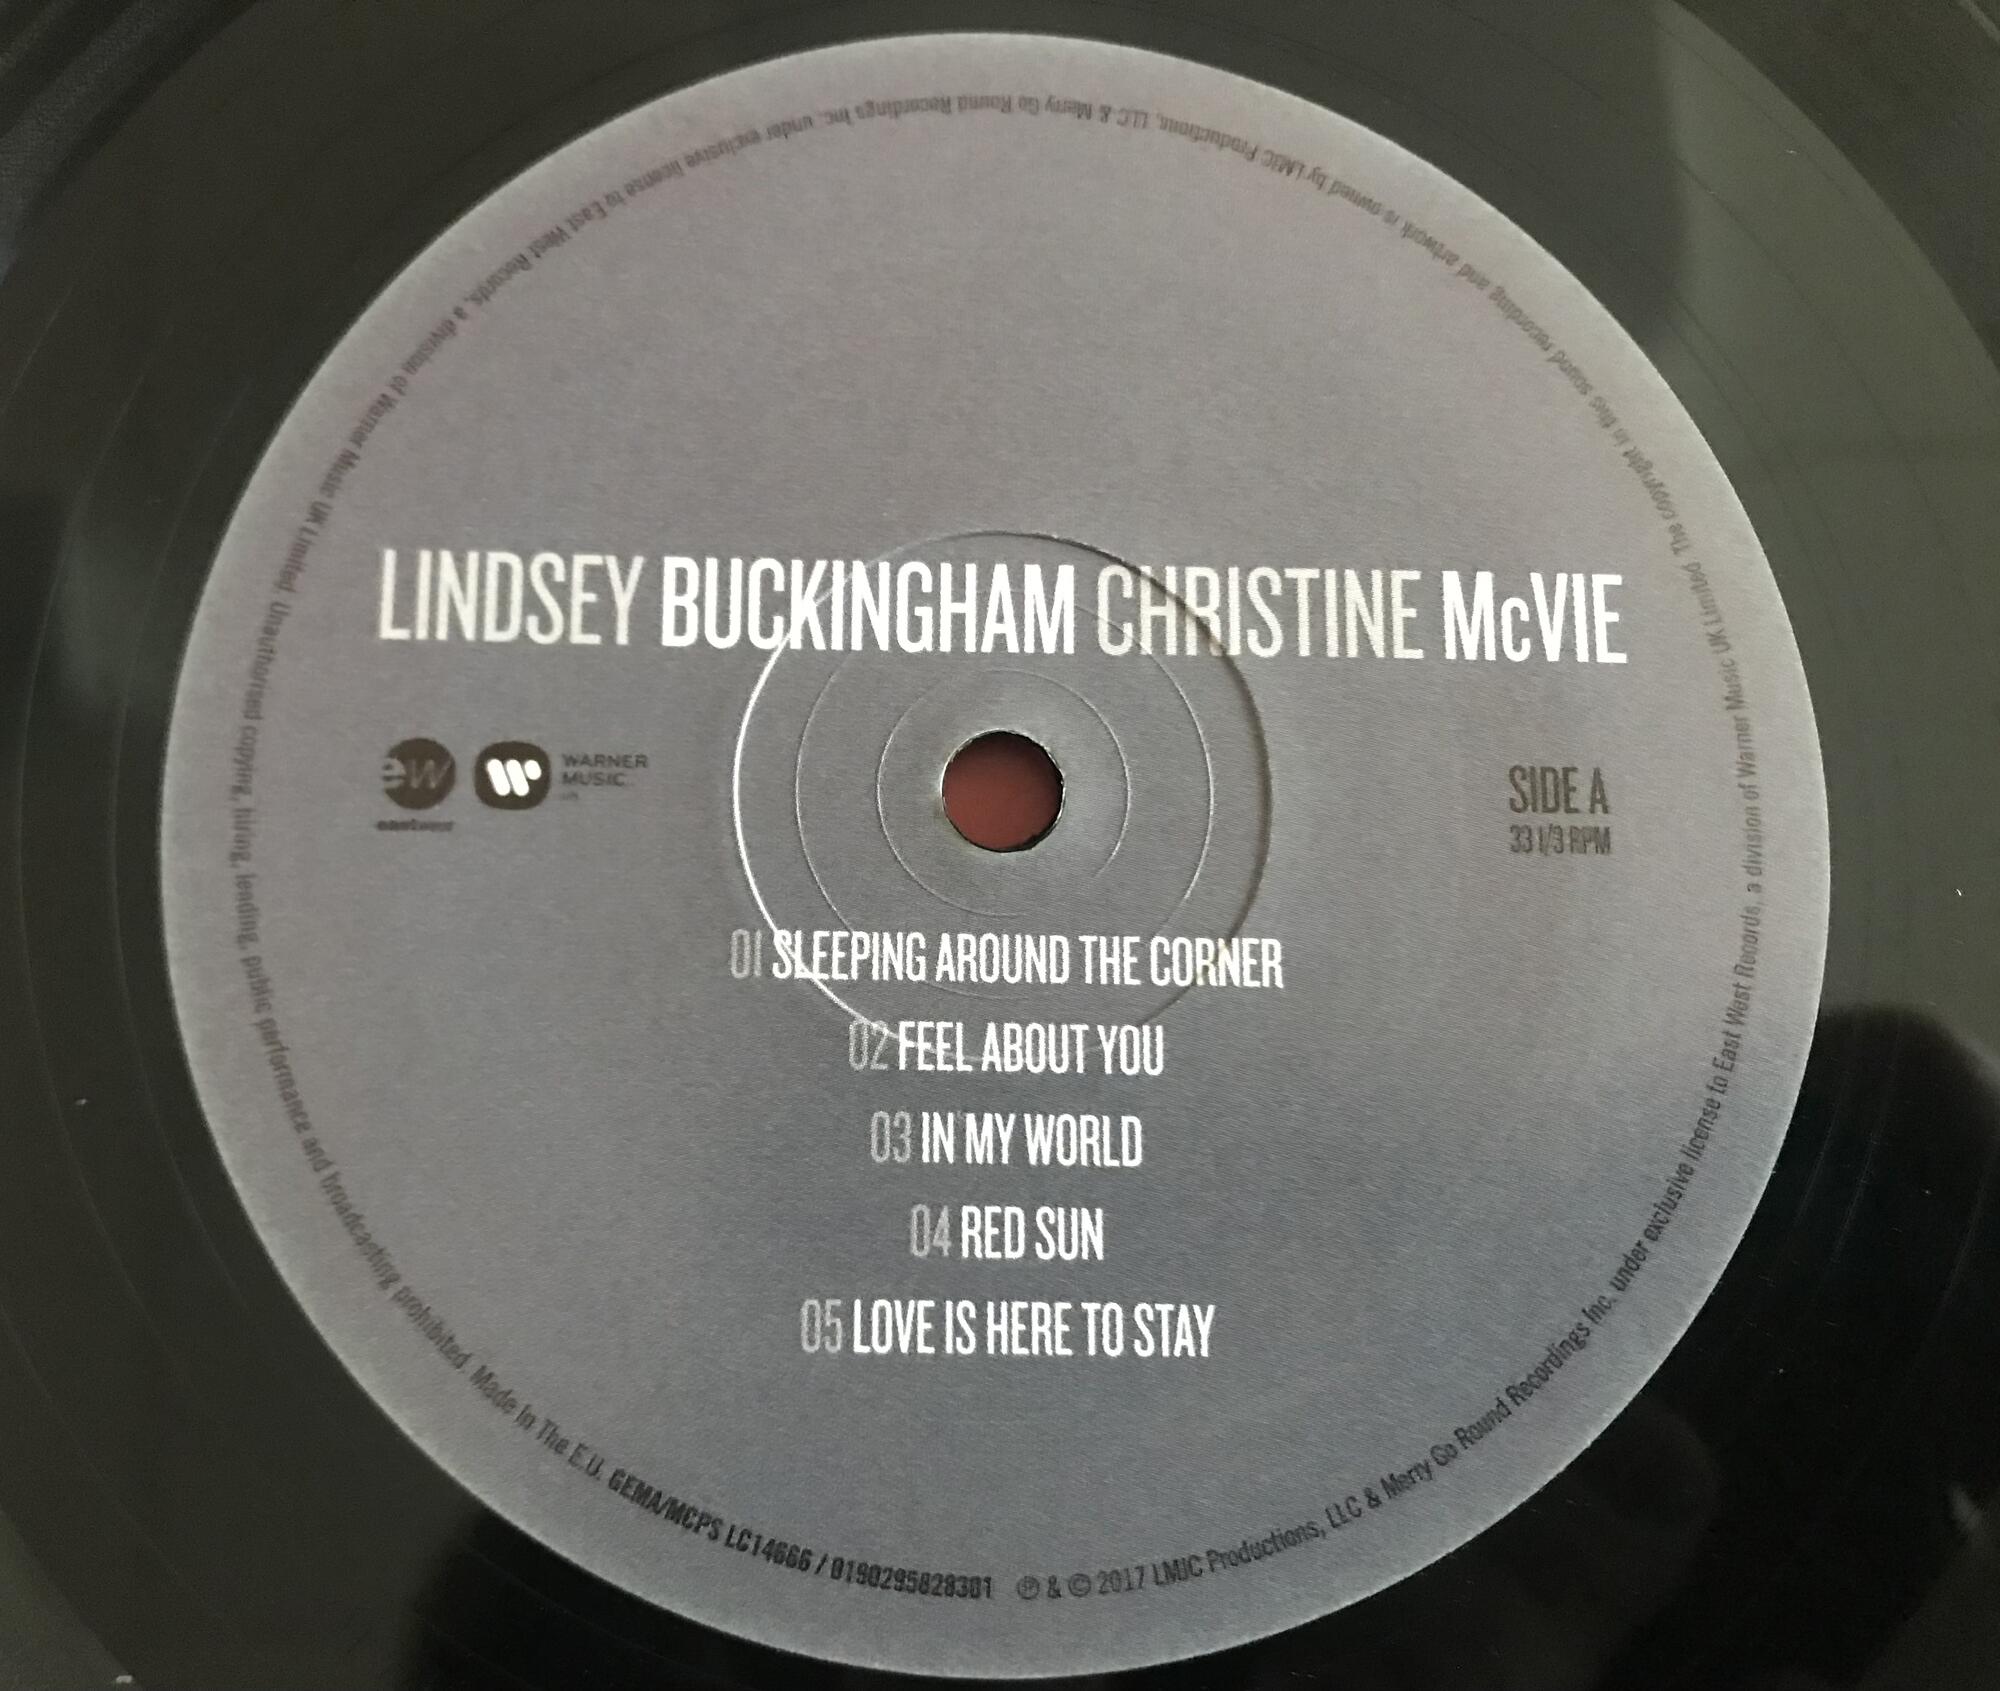 LINDSEY BUCKINGHAM CHRISTINE McVIE
ew
eastwest
WARNER
MUSIC
SIDE A
33 1/3 RPM
01 SLEEPING AROUND THE CORNER
02 FEEL ABOUT YOU
03 IN MY WORLD
04 RED SUN
05 LOVE IS HERE TO STAY
℗ & © 2017 LMJC Productions, LLC & Merry Go Round Recordings Inc. under exclusive license to East West Records, a division of Warner Music UK Limited. The copyright in this sound recording and artwork is owned by LMJC Productions, LLC & Merry Go Round Recordings Inc. under exclusive license to East West Records, a division of Warner Music UK Limited. Unauthorised copying, hiring, lending, public performance and broadcasting prohibited. Made In The E.U. GEMA/MCPS LC14666 / 0190295828301